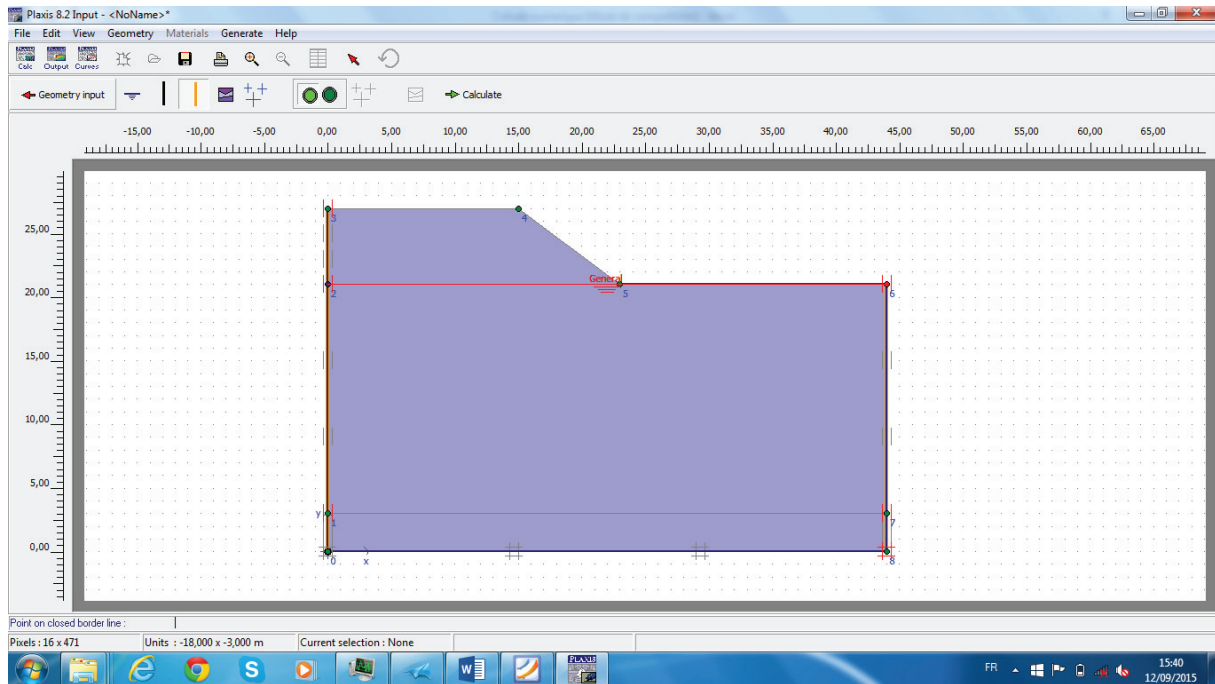 Plaxis 8.2 Input - <NoName>*
File Edit View Geometry Materials Generate Help
Calc Output Curves
Geometry input Calculate
-15,00 -10,00 -5,00 0,00 5,00 10,00 15,00 20,00 25,00 30,00 35,00 40,00 45,00 50,00 55,00 60,00 65,00
25,00
20,00
15,00
10,00
5,00
0,00
3 4
General
2 5 6
y
1 7
0 x 8
Point on closed border line :
Pixels : 16 x 471 Units : -18,000 x -3,000 m Current selection : None
PLAXIS
FR 15:40
12/09/2015